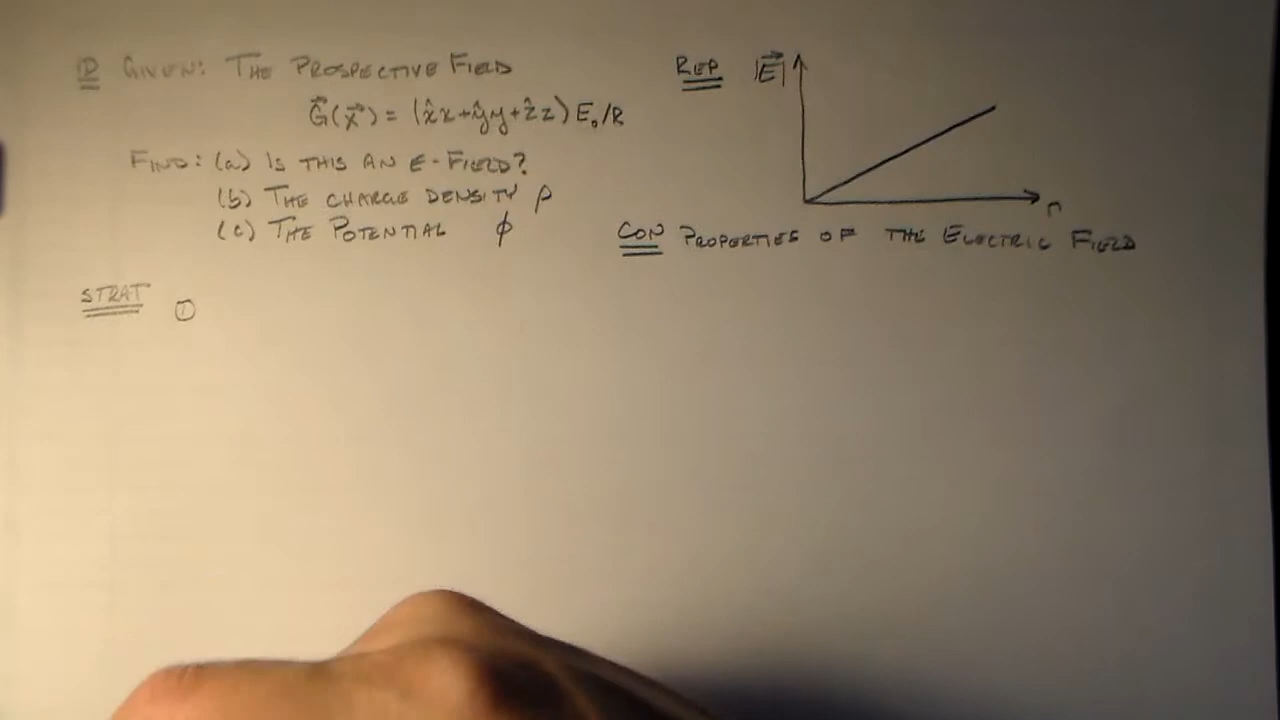 ID GIVEN: THE PROSPECTIVE FIELD
G⃗(x⃗) = (x̂x+ŷy+ẑz) E₀/R
FIND: (a) IS THIS AN E-FIELD?
(b) THE CHARGE DENSITY ρ
(c) THE POTENTIAL ϕ
REP |E⃗|
r
CON PROPERTIES OF THE ELECTRIC FIELD
STRAT ①